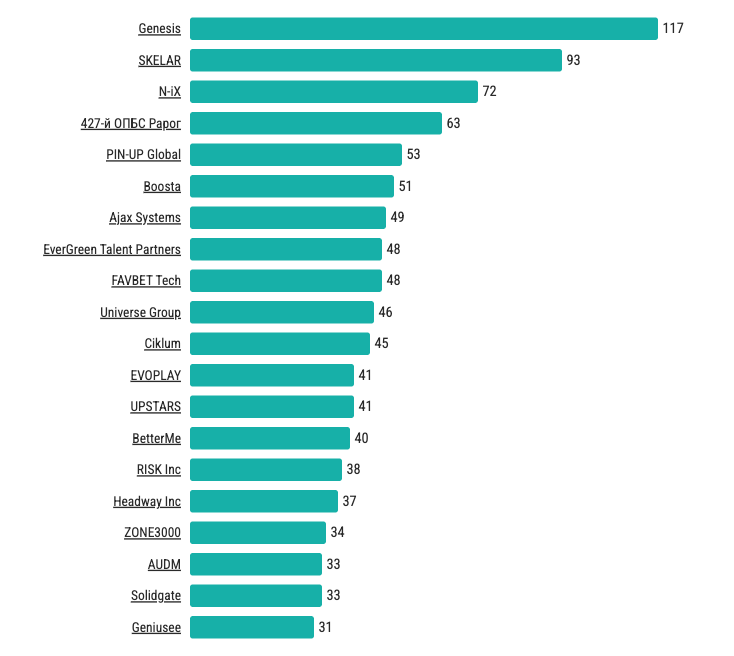 Genesis 117
SKELAR 93
N-iX 72
427-й ОПБС Рарог 63
PIN-UP Global 53
Boosta 51
Ajax Systems 49
EverGreen Talent Partners 48
FAVBET Tech 48
Universe Group 46
Ciklum 45
EVOPLAY 41
UPSTARS 41
BetterMe 40
RISK Inc 38
Headway Inc 37
ZONE3000 34
AUDM 33
Solidgate 33
Geniusee 31